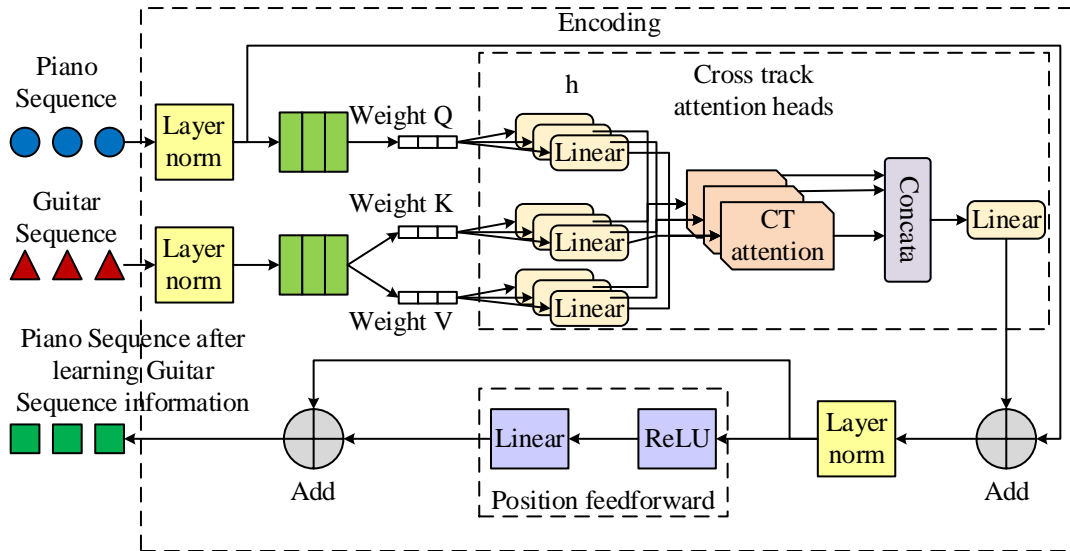 Encoding
Piano
Sequence
Layer
norm
Weight Q
h
Linear
Cross track
attention heads
Guitar
Sequence
Layer
norm
Weight K
Linear
Weight V
Linear
CT
attention
Concata
Linear
Piano Sequence after
learning Guitar
Sequence information
Add
Linear
ReLU
Position feedforward
Layer
norm
Add